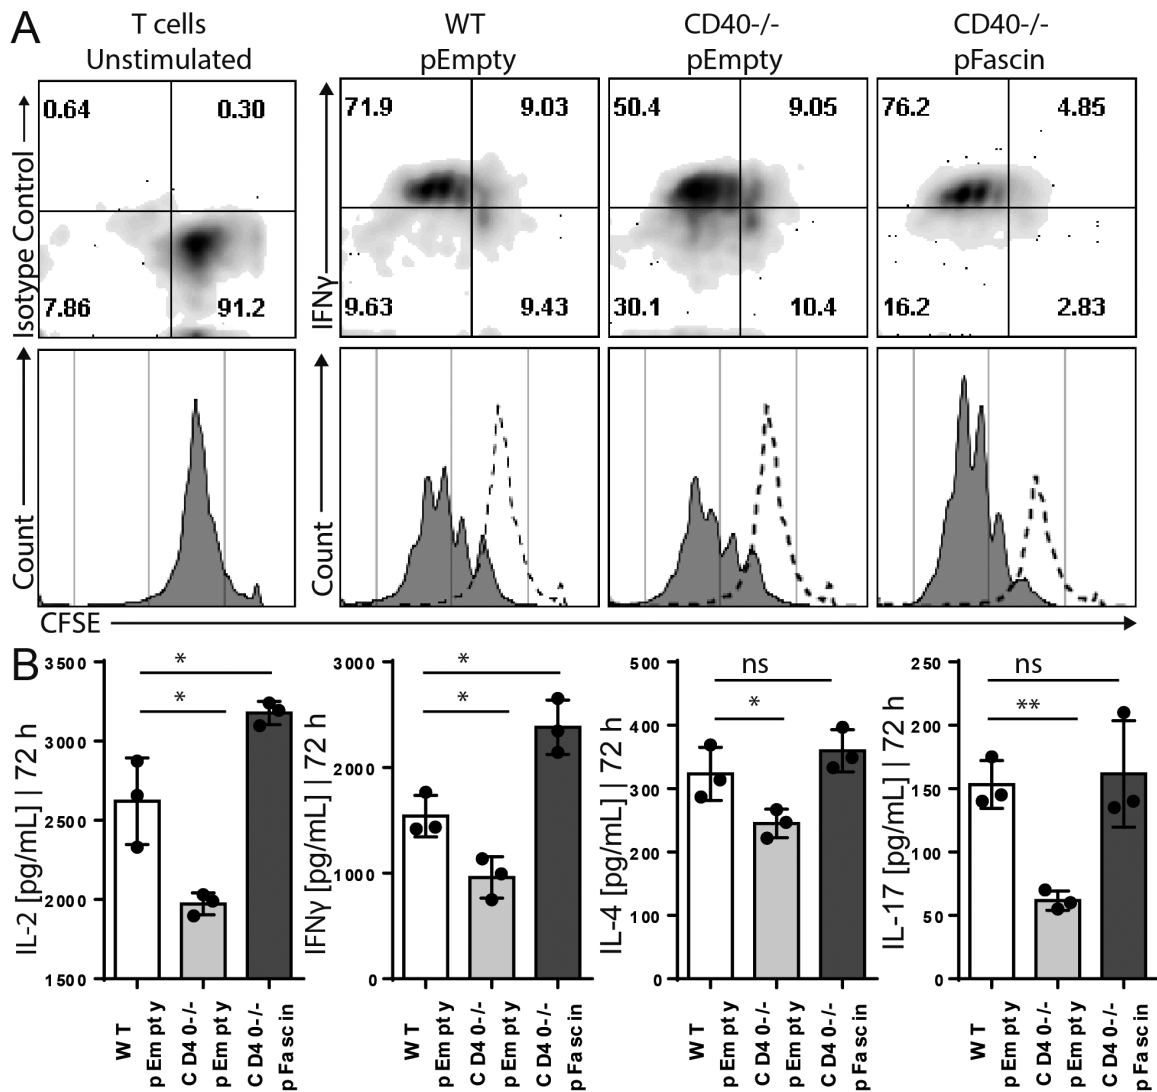 A
T cells
Unstimulated
WT
pEmpty
CD40-/-
pEmpty
CD40-/-
pFascin
Isotype Control
0.64 0.30
7.86 91.2
IFNγ
71.9 9.03
9.63 9.43
50.4 9.05
30.1 10.4
76.2 4.85
16.2 2.83
Count
Count
CFSE
B
IL-2 [pg/mL] || 72 h
3500
3000
2500
2000
1500
*
*
WT
pEmpty
CD40-/-
pEmpty
CD40-/-
pFascin
IFNγ [pg/mL] || 72 h
3000
2000
1000
0
*
*
WT
pEmpty
CD40-/-
pEmpty
CD40-/-
pFascin
IL-4 [pg/mL] || 72 h
500
400
300
200
100
0
ns
*
WT
pEmpty
CD40-/-
pEmpty
CD40-/-
pFascin
IL-17 [pg/mL] || 72 h
250
200
150
100
50
0
ns
**
WT
pEmpty
CD40-/-
pEmpty
CD40-/-
pFascin